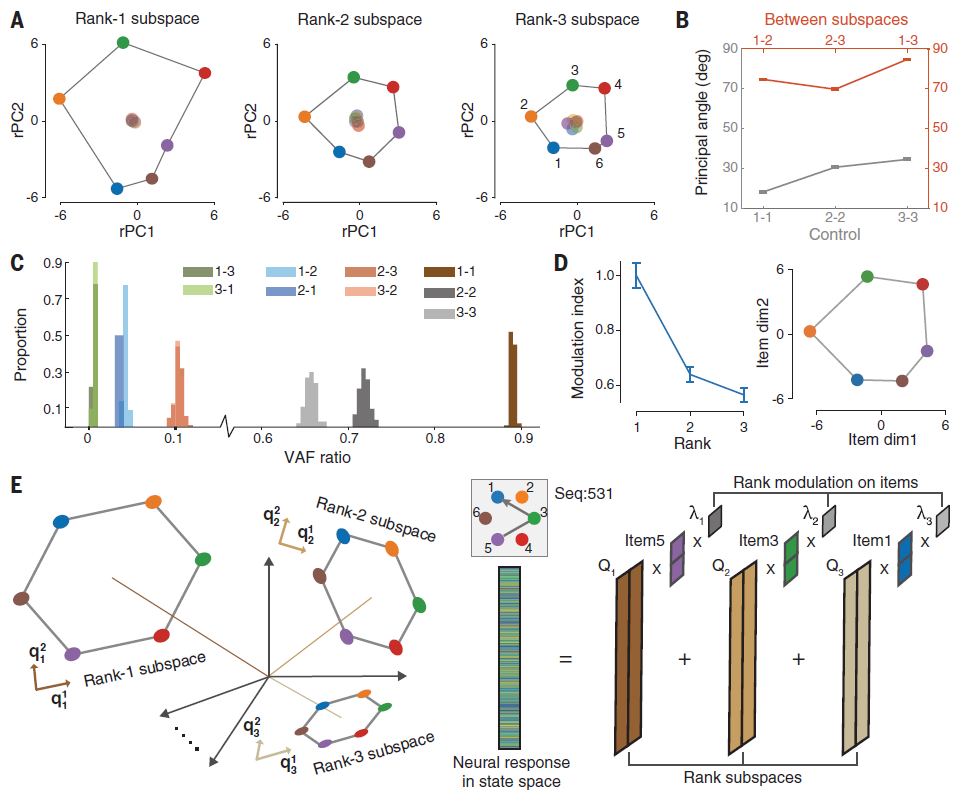 A
Rank-1 subspace
Rank-2 subspace
Rank-3 subspace
6
0
-6
rPC2
-6
0
6
rPC1
6
0
-6
rPC2
-6
0
6
rPC1
6
0
-6
rPC2
-6
0
6
rPC1
1
2
3
4
5
6
B
Between subspaces
1-2
2-3
1-3
90
70
50
30
10
90
70
50
30
10
Principal angle (deg)
1-1
2-2
3-3
Control
C
0.9
0.7
0.5
0.3
0.1
Proportion
1-3
3-1
1-2
2-1
2-3
3-2
1-1
2-2
3-3
0
0.1
0.6
0.7
0.8
0.9
VAF ratio
D
1.0
0.8
0.6
Modulation index
1
2
3
Rank
6
0
-6
Item dim2
-6
0
6
Item dim1
E
q₁²
q₁¹
Rank-1 subspace
q₂²
q₂¹
Rank-2 subspace
q₃²
q₃¹
Rank-3 subspace
1
2
3
4
5
6
Seq:531
Neural response
in state space
=
Rank modulation on items
λ₁
λ₂
λ₃
Item5 x
Item3 x
Item1 x
Q₁ x
Q₂ x
Q₃ x
+
+
Rank subspaces